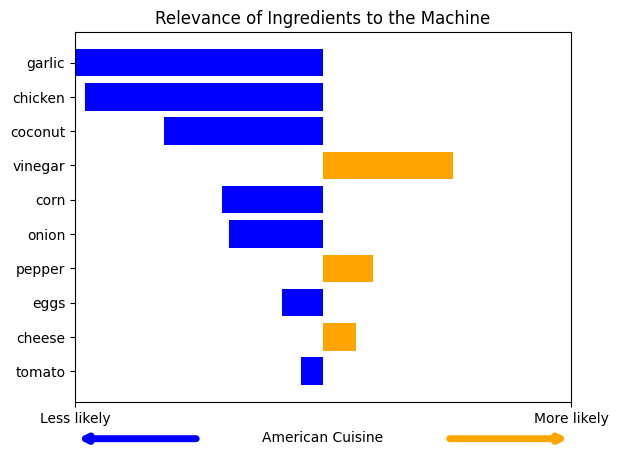 Relevance of Ingredients to the Machine
garlic
chicken
coconut
vinegar
corn
onion
pepper
eggs
cheese
tomato
Less likely More likely
American Cuisine